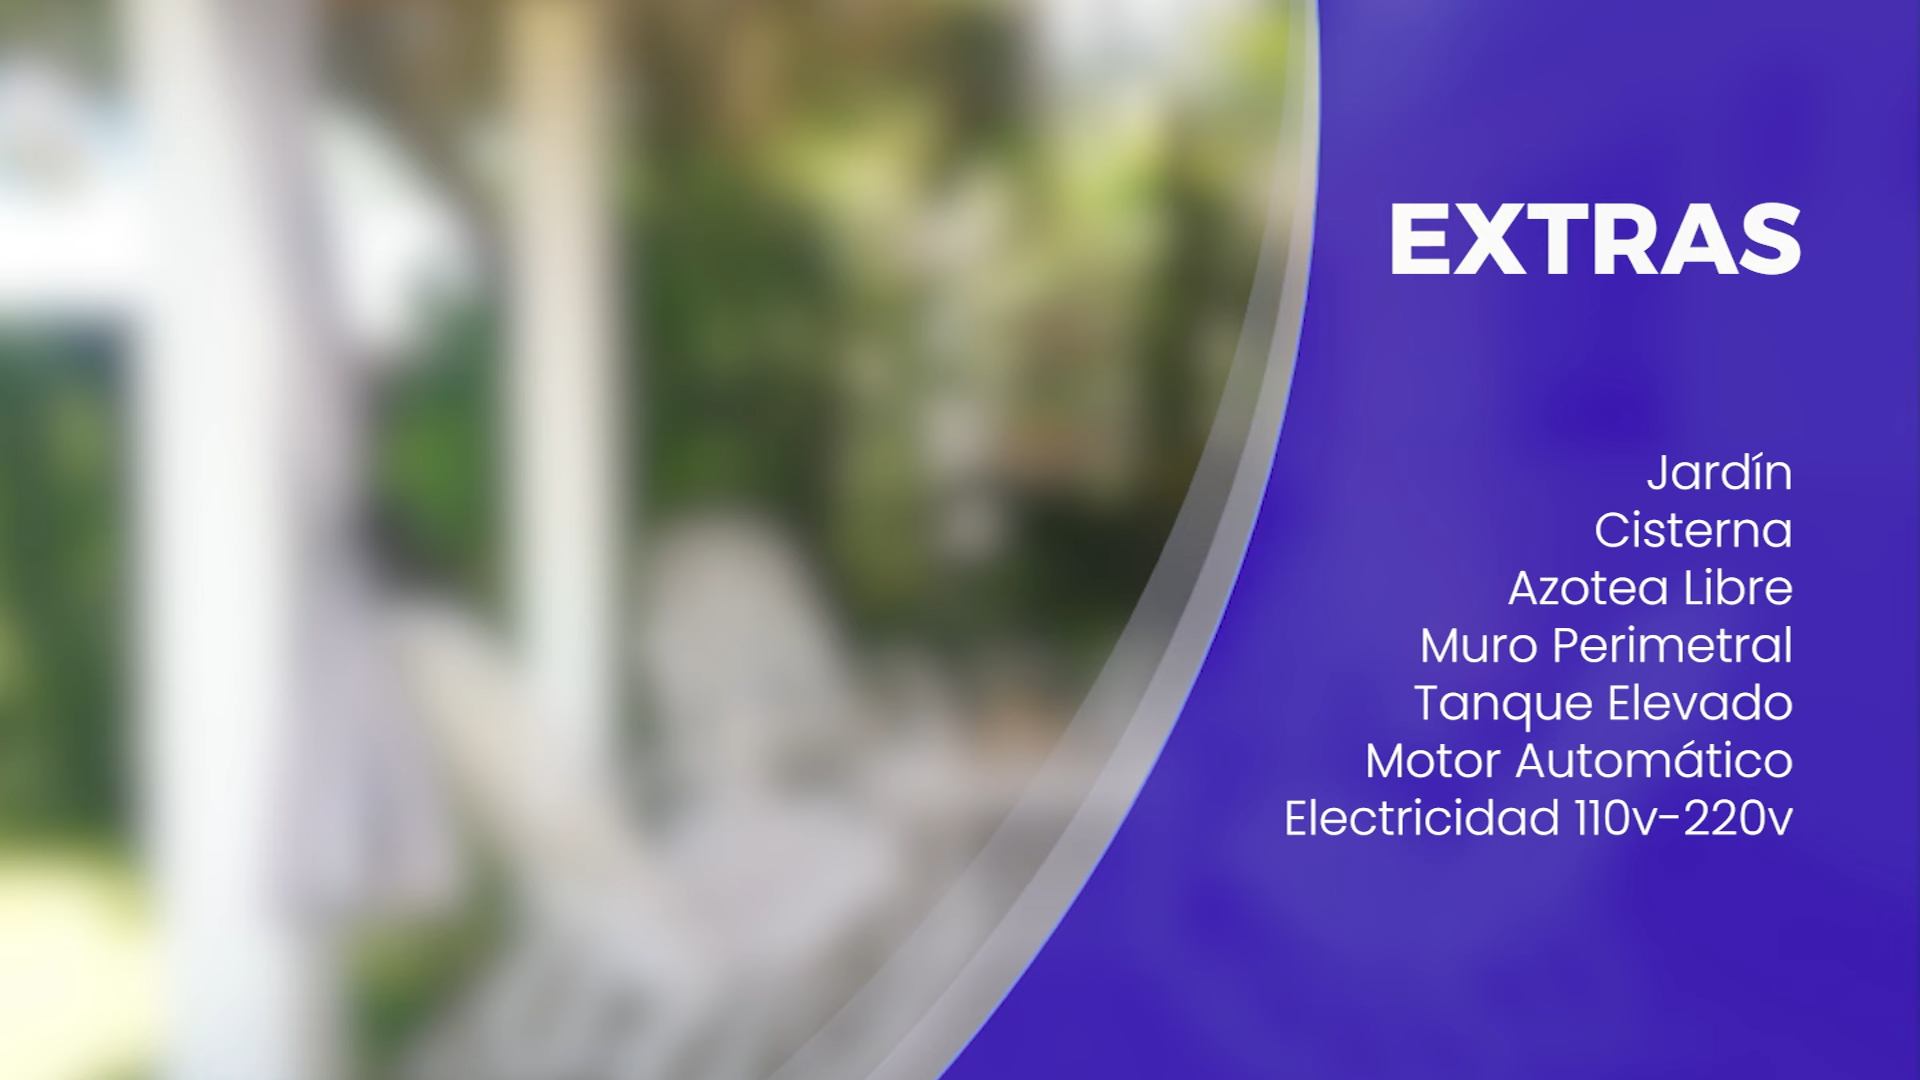 EXTRAS
Jardín
Cisterna
Azotea Libre
Muro Perimetral
Tanque Elevado
Motor Automático
Electricidad 110v-220v